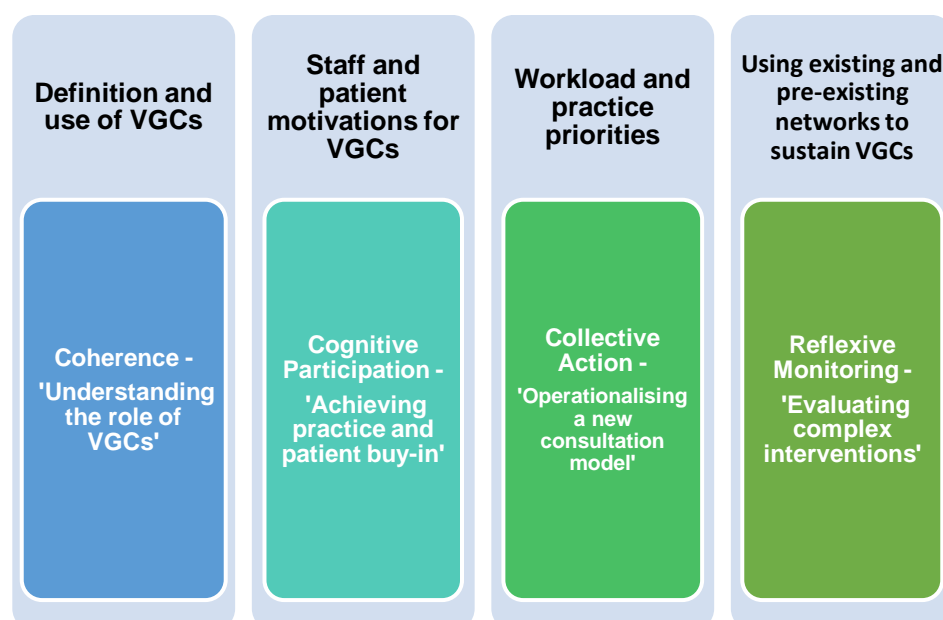 Definition and
use of VGCs
Coherence -
'Understanding
the role of
VGCs'
Staff and
patient
motivations for
VGCs
Cognitive
Participation -
'Achieving
practice and
patient buy-in'
Workload and
practice
priorities
Collective
Action -
'Operationalising
a new
consultation
model'
Using existing and
pre-existing
networks to
sustain VGCs
Reflexive
Monitoring -
'Evaluating
complex
interventions'